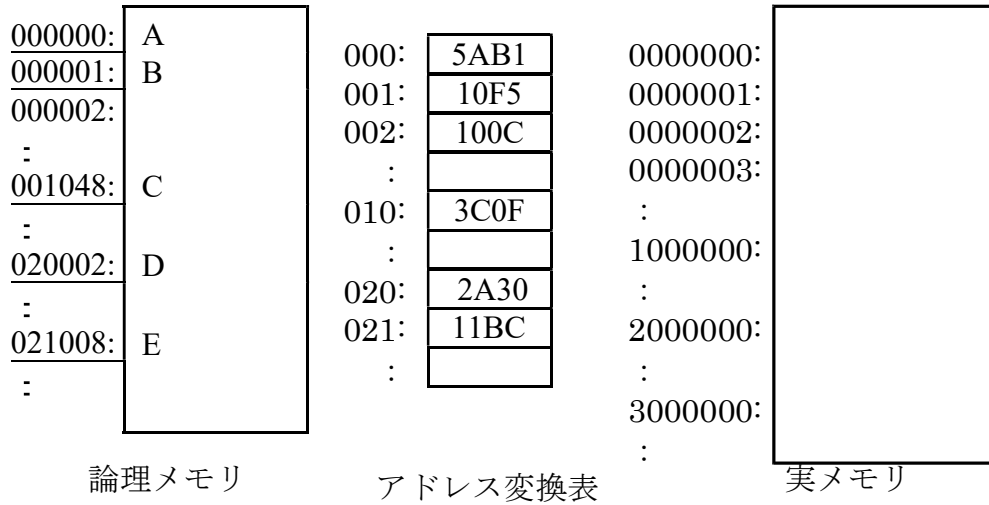 000000: A
000001: B
000002:
:
001048: C
:
020002: D
:
021008: E
:
論理メモリ
000: 5AB1
001: 10F5
002: 100C
:
010: 3C0F
:
020: 2A30
021: 11BC
:
アドレス変換表
0000000:
0000001:
0000002:
0000003:
:
1000000:
:
2000000:
:
3000000:
:
実メモリ